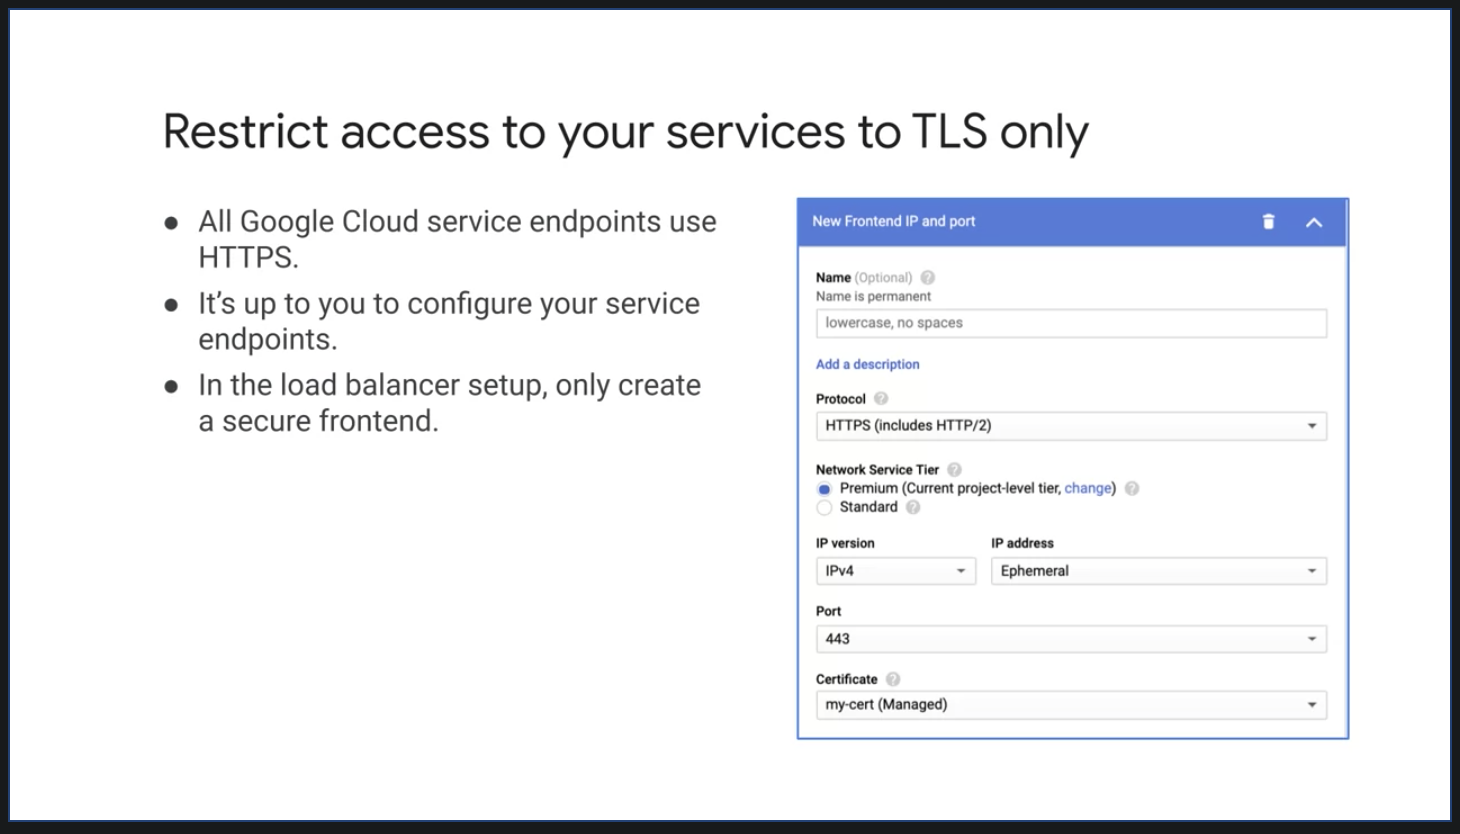 Restrict access to your services to TLS only
● All Google Cloud service endpoints use
HTTPS.
● It’s up to you to configure your service
endpoints.
● In the load balancer setup, only create
a secure frontend.
New Frontend IP and port
Name (Optional) ?
Name is permanent
lowercase, no spaces
Add a description
Protocol ?
HTTPS (includes HTTP/2)
Network Service Tier ?
Premium (Current project-level tier, change) ?
Standard ?
IP version IP address
IPv4 Ephemeral
Port
443
Certificate ?
my-cert (Managed)